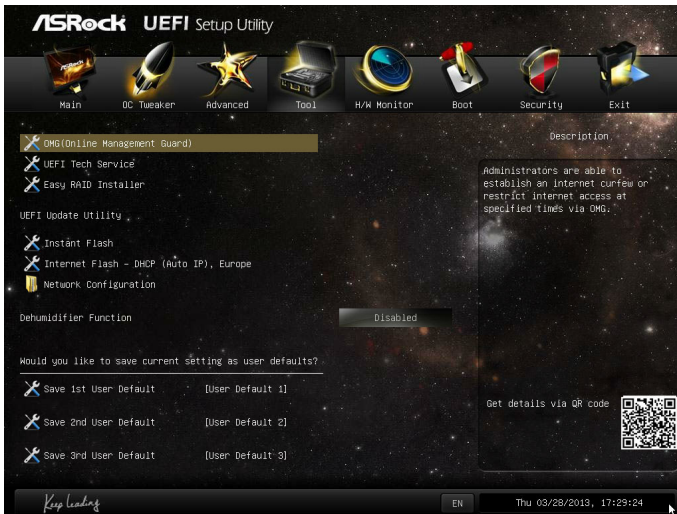 ASRock UEFI Setup Utility
ASRock
Main OC Tweaker Advanced Tool H/W Monitor Boot Security Exit
OMG(Online Management Guard)
UEFI Tech Service
Easy RAID Installer
UEFI Update Utility
Instant Flash
Internet Flash - DHCP (Auto IP), Europe
Network Configuration
Dehumidifier Function Disabled
Would you like to save current setting as user defaults?
Save 1st User Default [User Default 1]
Save 2nd User Default [User Default 2]
Save 3rd User Default [User Default 3]
Description
Administrators are able to
establish an internet curfew or
restrict internet access at
specified times via OMG.
Get details via QR code
Keep Leading
EN
Thu 03/28/2013, 17:29:24